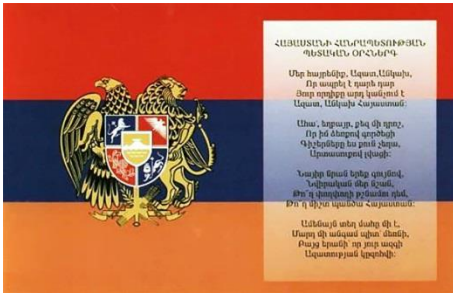 ՀԱՅԱՍՏԱՆԻ ՀԱՆՐԱՊԵՏՈՒԹՅԱՆ
ՊԵՏԱԿԱՆ ՕՐՀՆԵՐԳ
Մեր հայրենիք, Ազատ,Անկախ,
Որ ապրել է դարե դար
Յուր որդիքը արդ կանչում է
Ազատ, Անկախ Հայաստան։
Ահա՛, եղբայր, քեզ մի դրոշ,
Որ իմ ձեռքով գործեցի
Գիշերները ես քուն չեղա,
Արտասուքով լվացի։
Նայիր նրան երեք գույնով,
Նվիրական մեր նշան,
Թո՛ղ փողփողի թշնամու դեմ,
Թո՛ղ միշտ պանծա Հայաստան։
Ամենայն տեղ մահը մի է,
Մարդ մի անգամ պիտ՛ մեռնի,
Բայց երանի՛ որ յուր ազգի
Ազատության կզոհվի։